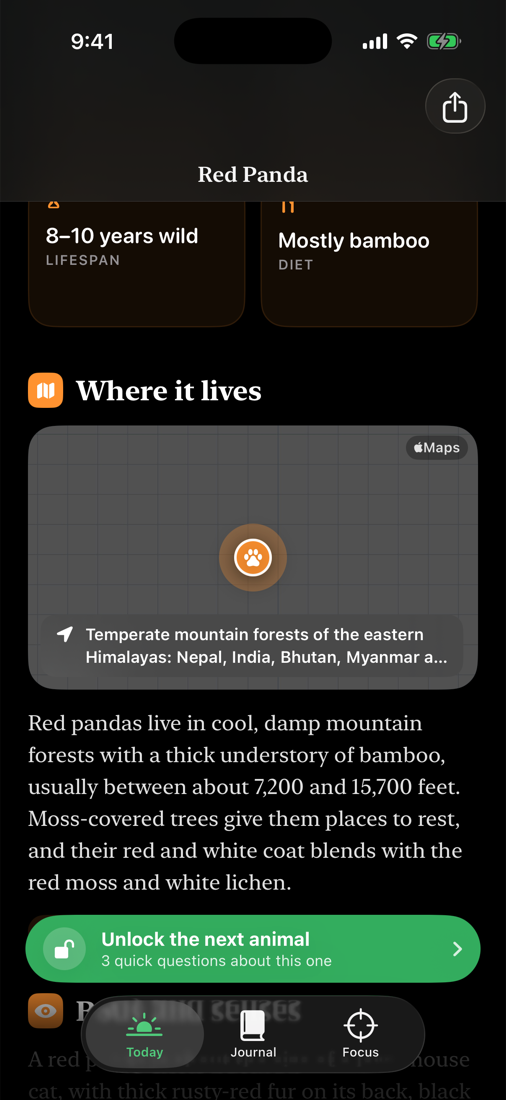 9:41
Red Panda
8–10 years wild
LIFESPAN
Mostly bamboo
DIET
Where it lives
Maps
Temperate mountain forests of the eastern
Himalayas: Nepal, India, Bhutan, Myanmar a...
Red pandas live in cool, damp mountain
forests with a thick understory of bamboo,
usually between about 7,200 and 15,700 feet.
Moss-covered trees give them places to rest,
and their red and white coat blends with the
red moss and white lichen.
Unlock the next animal
3 quick questions about this one
and senses
Today
Journal
Focus
A red
house
cat, with thick rusty-red fur on its back, black